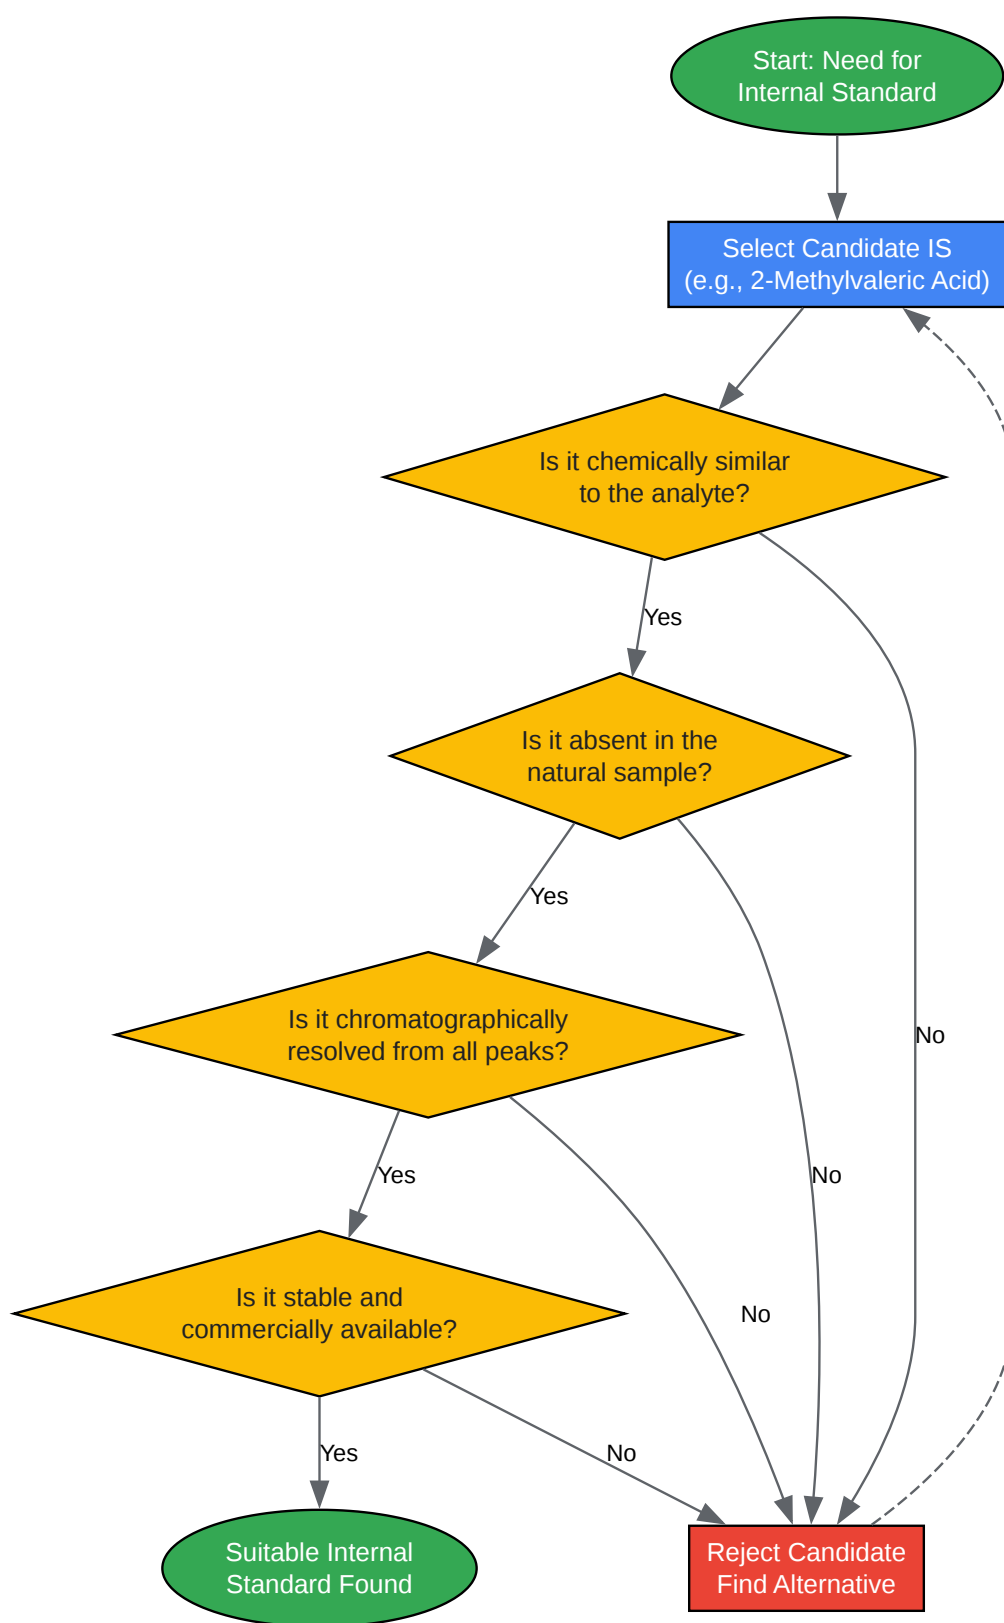 Start: Need for
Internal Standard
Select Candidate IS
(e.g., 2-Methylvaleric Acid)
Is it chemically similar
to the analyte?
Yes
Is it absent in the
natural sample?
Yes
Is it chromatographically
resolved from all peaks?
No
Yes
No
Is it stable and
commercially available?
No
Yes
No
Suitable Internal
Standard Found
Reject Candidate
Find Alternative